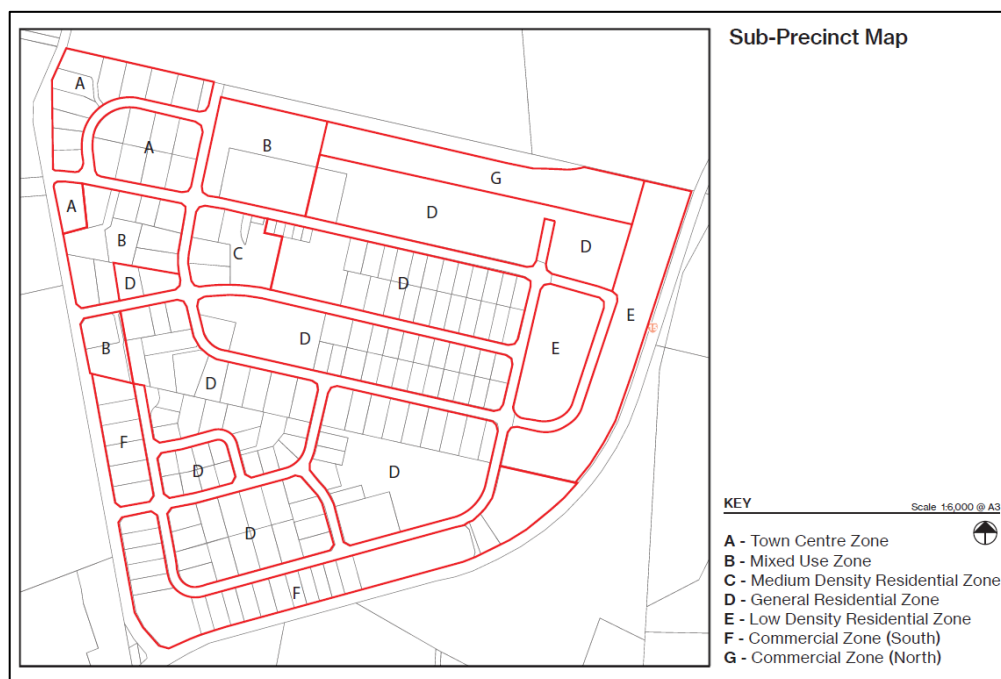 Sub-Precinct Map
A
A
B
G
D
A
B
C
D
D
D
E
B
D
E
D
F
D
D
D
F
KEY
Scale 1:6,000 @ A3
A - Town Centre Zone
B - Mixed Use Zone
C - Medium Density Residential Zone
D - General Residential Zone
E - Low Density Residential Zone
F - Commercial Zone (South)
G - Commercial Zone (North)